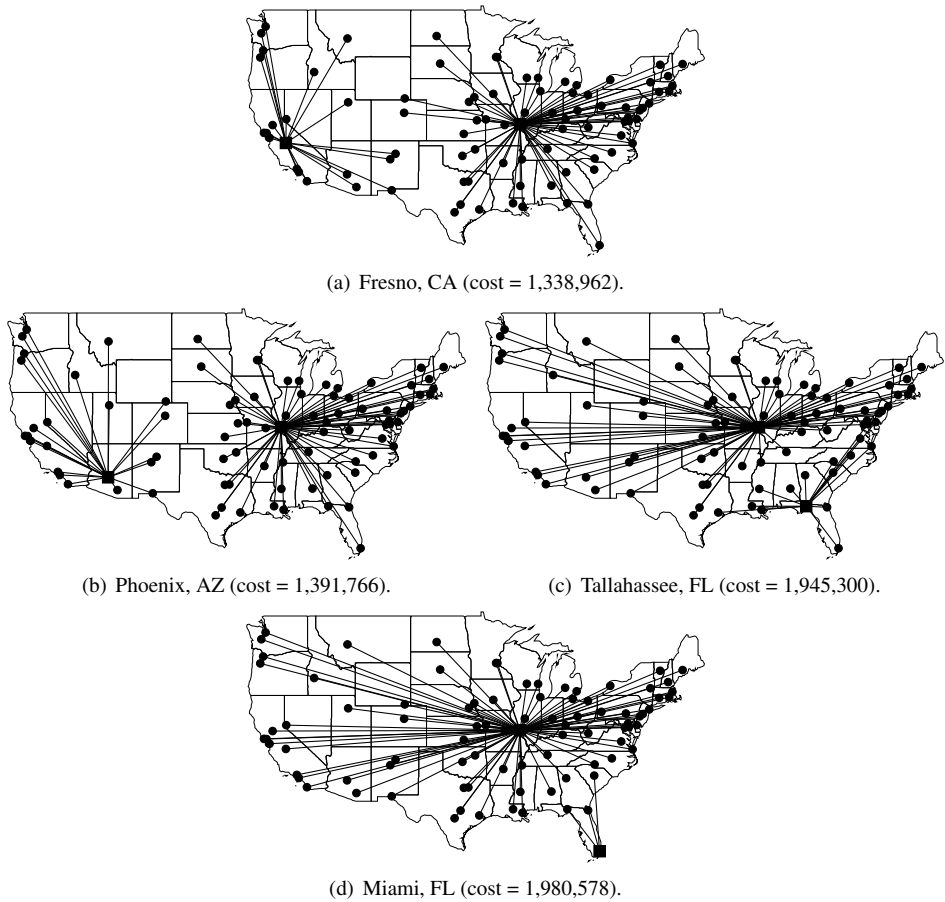 (a) Fresno, CA (cost = 1,338,962).
(b) Phoenix, AZ (cost = 1,391,766).
(c) Tallahassee, FL (cost = 1,945,300).
(d) Miami, FL (cost = 1,980,578).